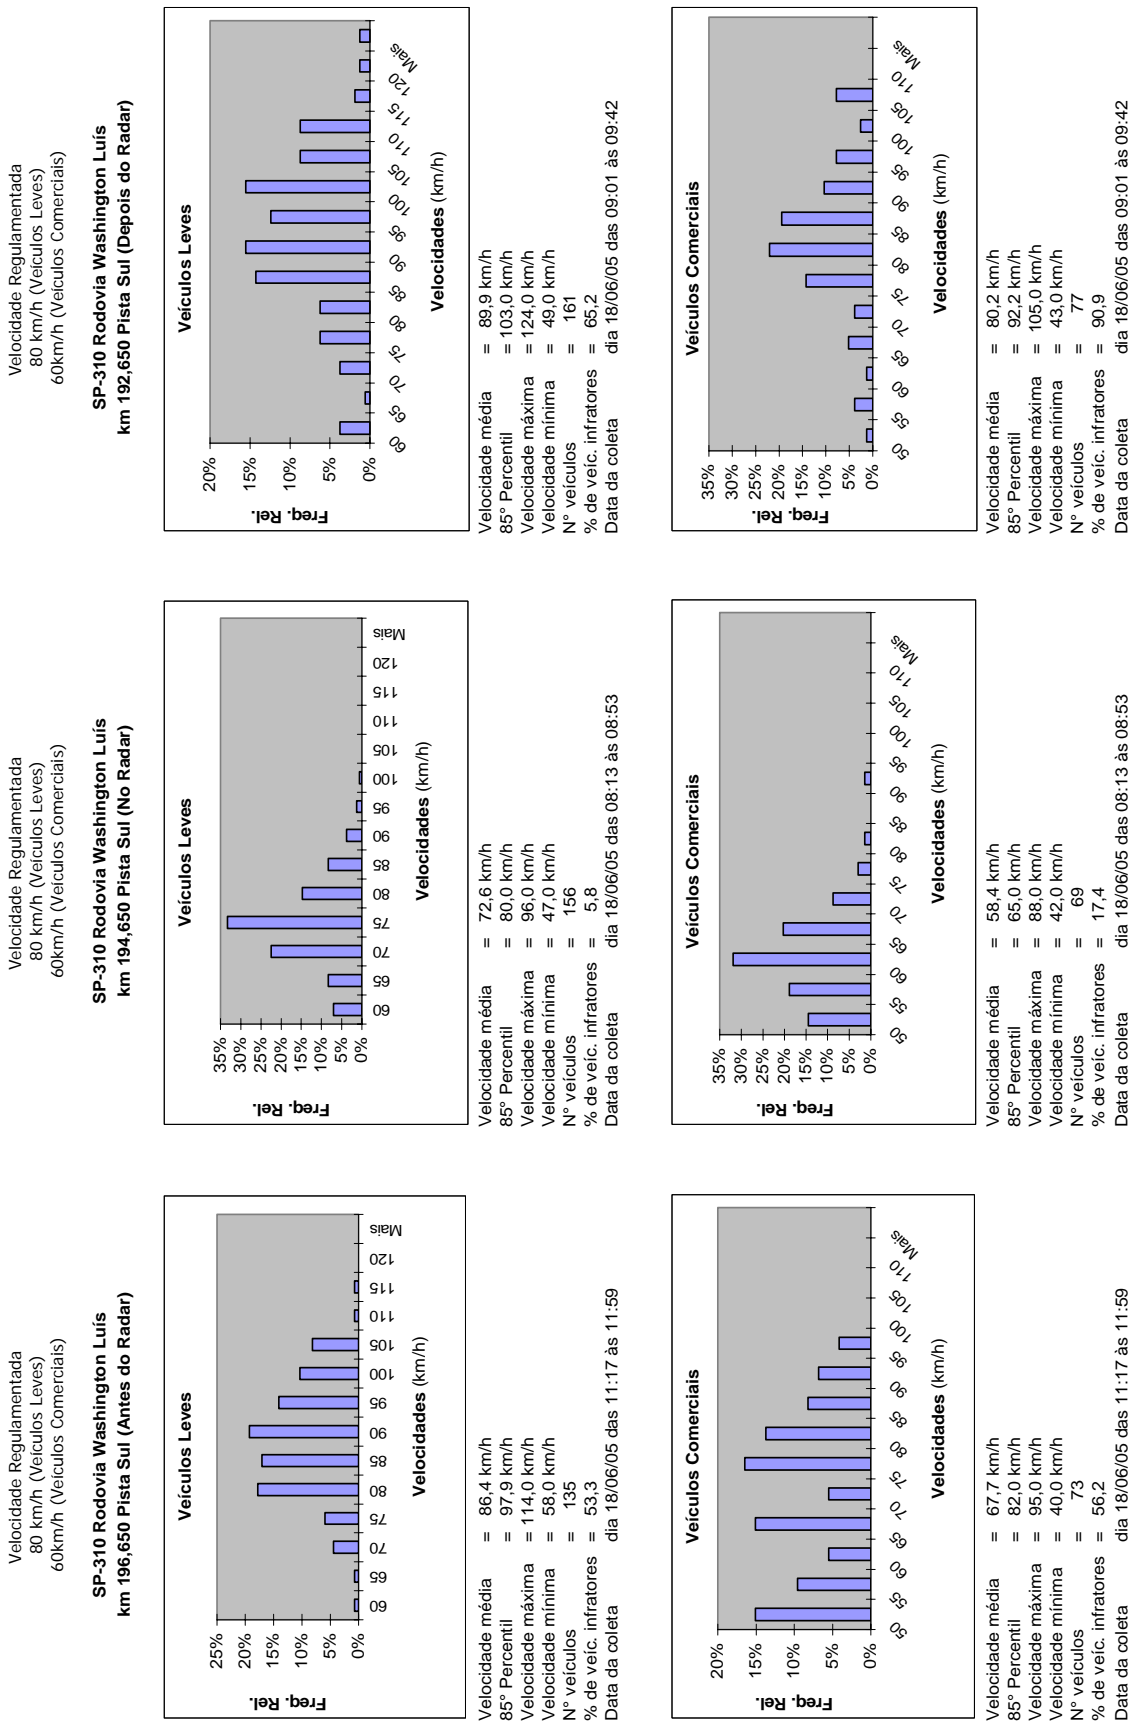 Velocidade Regulamentada
80 km/h (Veículos Leves)
60km/h (Veículos Comerciais)
SP-310 Rodovia Washington Luís
km 196,650 Pista Sul (Antes do Radar)
Veículos Leves
25%
20%
15%
10%
5%
0%
Freq. Rel.
60 65 70 75 80 85 90 95 100 105 110 115 120 Mais
Velocidades (km/h)
Velocidade média = 86,4 km/h
85° Percentil = 97,9 km/h
Velocidade máxima = 114,0 km/h
Velocidade mínima = 58,0 km/h
N° veículos = 135
% de veíc. infratores = 53,3
Data da coleta dia 18/06/05 das 11:17 às 11:59
Veículos Comerciais
20%
15%
10%
5%
0%
Freq. Rel.
50 55 60 65 70 75 80 85 90 95 100 105 110 Mais
Velocidades (km/h)
Velocidade média = 67,7 km/h
85° Percentil = 82,0 km/h
Velocidade máxima = 95,0 km/h
Velocidade mínima = 40,0 km/h
N° veículos = 73
% de veíc. infratores = 56,2
Data da coleta dia 18/06/05 das 11:17 às 11:59
Velocidade Regulamentada
80 km/h (Veículos Leves)
60km/h (Veículos Comerciais)
SP-310 Rodovia Washington Luís
km 194,650 Pista Sul (No Radar)
Veículos Leves
35%
30%
25%
20%
15%
10%
5%
0%
Freq. Rel.
60 65 70 75 80 85 90 95 100 105 110 115 120 Mais
Velocidades (km/h)
Velocidade média = 72,6 km/h
85° Percentil = 80,0 km/h
Velocidade máxima = 96,0 km/h
Velocidade mínima = 47,0 km/h
N° veículos = 156
% de veíc. infratores = 5,8
Data da coleta dia 18/06/05 das 08:13 às 08:53
Veículos Comerciais
35%
30%
25%
20%
15%
10%
5%
0%
Freq. Rel.
50 55 60 65 70 75 80 85 90 95 100 105 110 Mais
Velocidades (km/h)
Velocidade média = 58,4 km/h
85° Percentil = 65,0 km/h
Velocidade máxima = 88,0 km/h
Velocidade mínima = 42,0 km/h
N° veículos = 69
% de veíc. infratores = 17,4
Data da coleta dia 18/06/05 das 08:13 às 08:53
Velocidade Regulamentada
80 km/h (Veículos Leves)
60km/h (Veículos Comerciais)
SP-310 Rodovia Washington Luís
km 192,650 Pista Sul (Depois do Radar)
Veículos Leves
20%
15%
10%
5%
0%
Freq. Rel.
60 65 70 75 80 85 90 95 100 105 110 115 120 Mais
Velocidades (km/h)
Velocidade média = 89,9 km/h
85° Percentil = 103,0 km/h
Velocidade máxima = 124,0 km/h
Velocidade mínima = 49,0 km/h
N° veículos = 161
% de veíc. infratores = 65,2
Data da coleta dia 18/06/05 das 09:01 às 09:42
Veículos Comerciais
35%
30%
25%
20%
15%
10%
5%
0%
Freq. Rel.
50 55 60 65 70 75 80 85 90 95 100 105 110 Mais
Velocidades (km/h)
Velocidade média = 80,2 km/h
85° Percentil = 92,2 km/h
Velocidade máxima = 105,0 km/h
Velocidade mínima = 43,0 km/h
N° veículos = 77
% de veíc. infratores = 90,9
Data da coleta dia 18/06/05 das 09:01 às 09:42